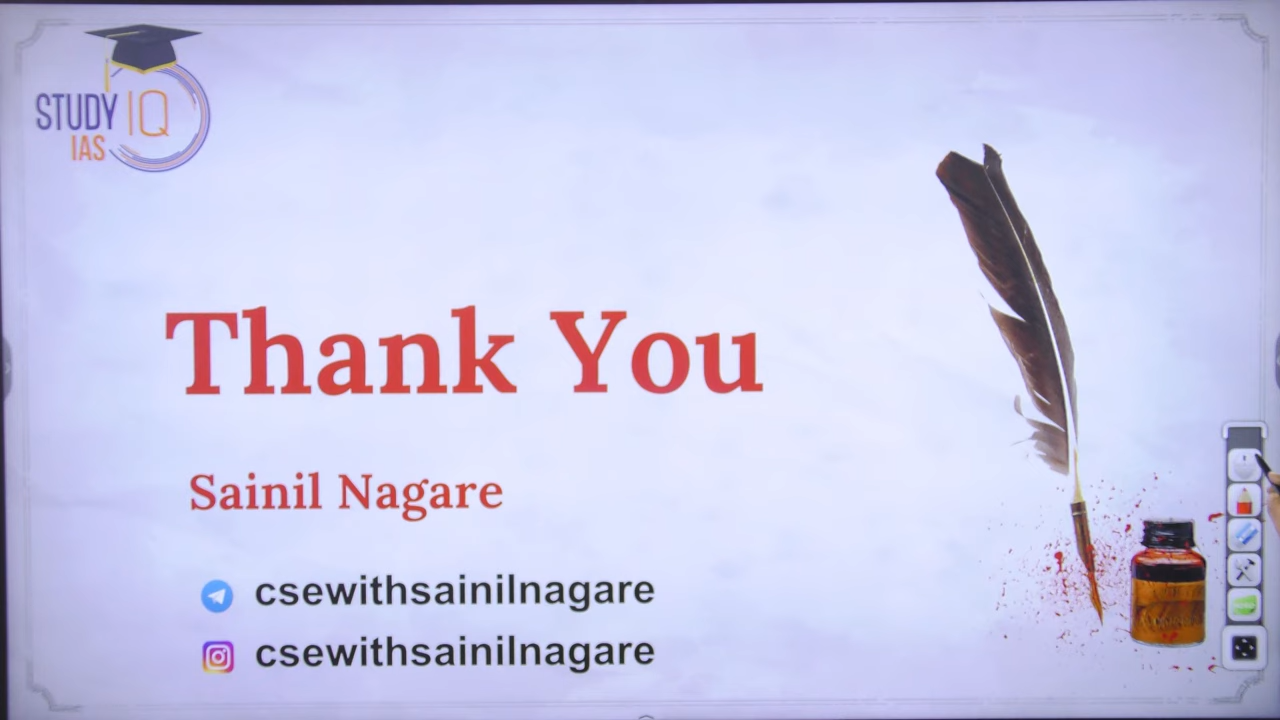 STUDY IQ
IAS
Thank You
Sainil Nagare
csewithsainilnagare
csewithsainilnagare